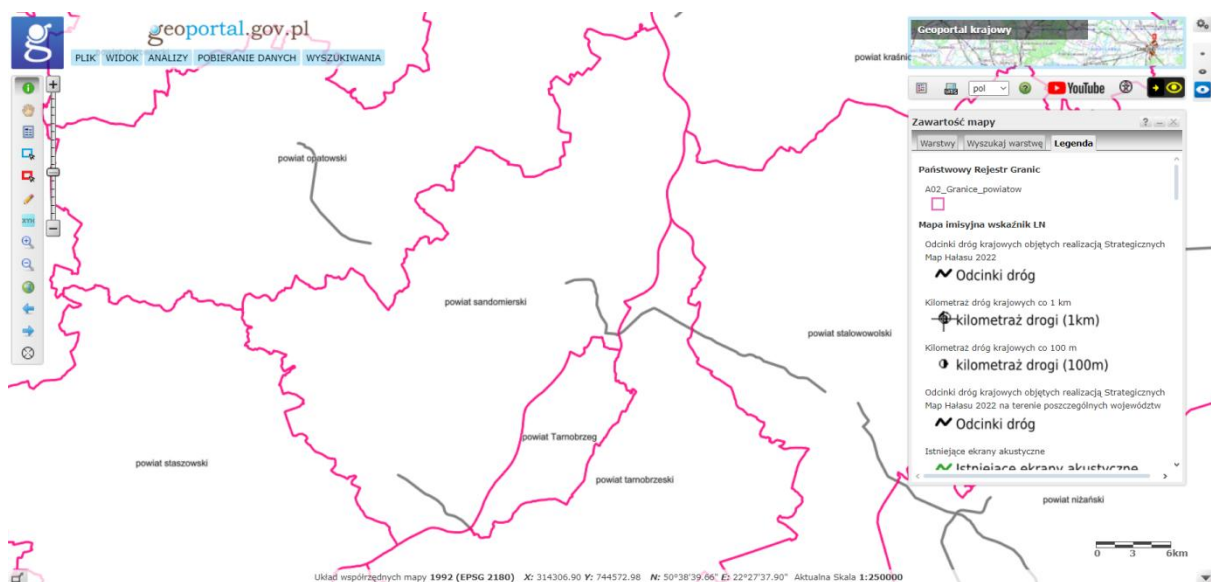 geoportal.gov.pl
PLIK WIDOK ANALIZY POBIERANIE DANYCH WYSZUKIWANIA
Geoportal krajowy
pol
YouTube
Zawartość mapy
Warstwy Wyszukaj warstwę Legenda
Państwowy Rejestr Granic
A02_Granice_powiatow
Mapa imisyjna wskaźnik LN
Odcinki dróg krajowych objętych realizacją Strategicznych
Map Hałasu 2022
Odcinki dróg
Kilometraż dróg krajowych co 1 km
kilometraż drogi (1km)
Kilometraż dróg krajowych co 100 m
kilometraż drogi (100m)
Odcinki dróg krajowych objętych realizacją Strategicznych
Map Hałasu 2022 na terenie poszczególnych województw
Odcinki dróg
Istniejące ekrany akustyczne
Istniejące ekrany akustyczne
XYH
powiat kraśnic
powiat opatowski
powiat sandomierski
powiat stalowowolski
powiat Tarnobrzeg
powiat staszowski
powiat tarnobrzeski
powiat niżański
0 3 6km
Układ współrzędnych mapy 1992 (EPSG 2180) X: 314306.90 Y: 744572.98 N: 50°38'39.66" E: 22°27'37.90" Aktualna Skala 1:250000